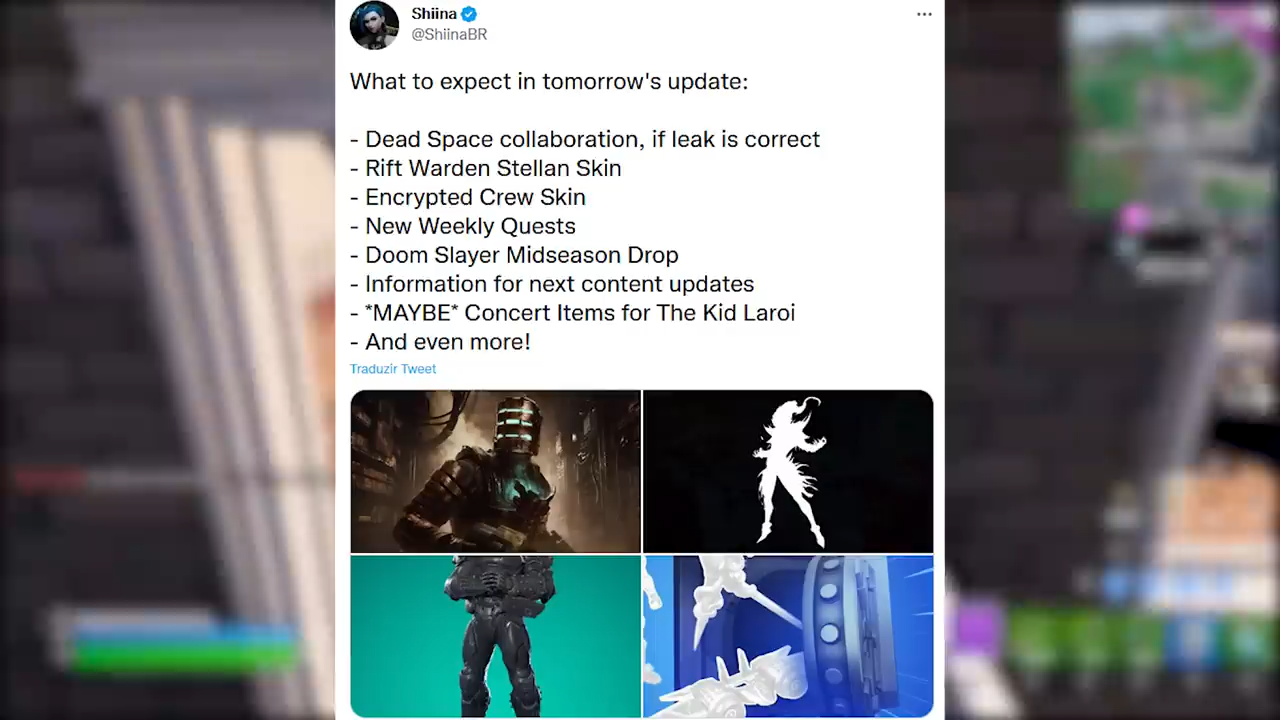 Shiina
@ShiinaBR
What to expect in tomorrow's update:
- Dead Space collaboration, if leak is correct
- Rift Warden Stellan Skin
- Encrypted Crew Skin
- New Weekly Quests
- Doom Slayer Midseason Drop
- Information for next content updates
- *MAYBE* Concert Items for The Kid Laroi
- And even more!
Traduzir Tweet